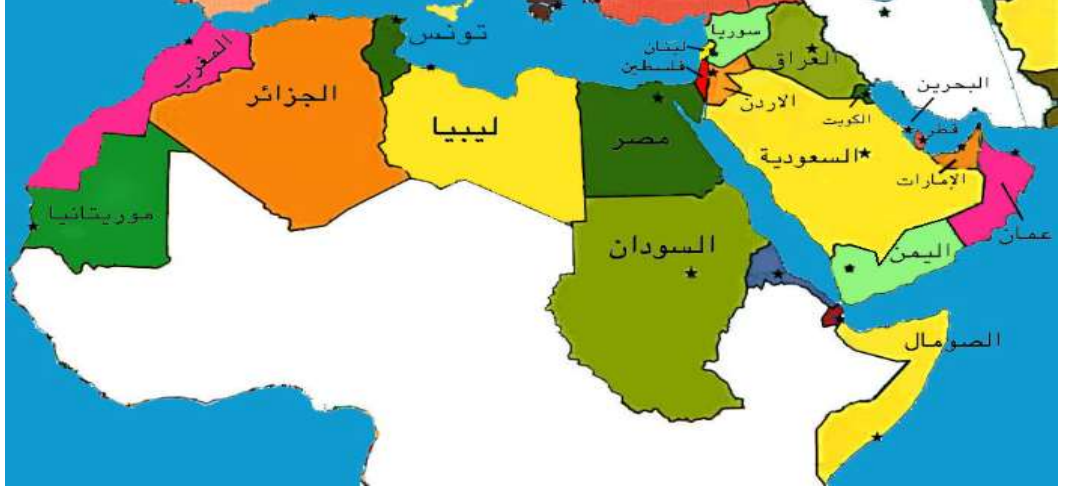 تونس
المغرب
الجزائر
ليبيا
مصر
السودان
موريتانيا
سوريا
لبنان
فلسطين
الاردن
العراق
الكويت
البحرين
قطر
السعودية
الإمارات
عمان
اليمن
الصومال